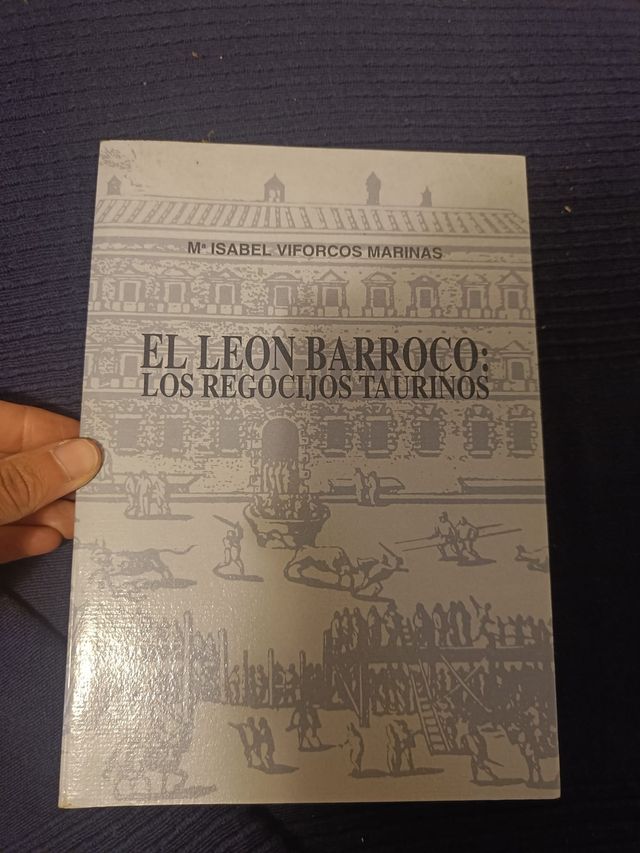 Mª ISABEL VIFORCOS MARINAS
EL LEON BARROCO:
LOS REGOCIJOS TAURINOS